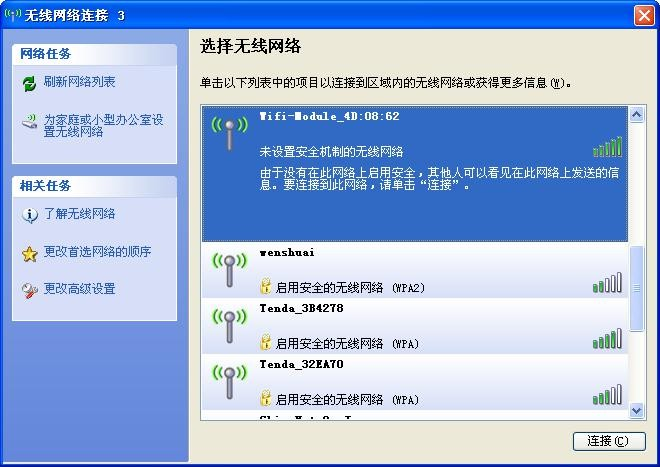 无线网络连接 3
网络任务
刷新网络列表
为家庭或小型办公室设
置无线网络
相关任务
了解无线网络
更改首选网络的顺序
更改高级设置
选择无线网络
单击以下列表中的项目以连接到区域内的无线网络或获得更多信息(W)。
Wifi-Module_4D:08:62
未设置安全机制的无线网络
由于没有在此网络上启用安全，其他人可以看见在此网络上发送的信
息。要连接到此网络，请单击“连接”。
wenshuai
启用安全的无线网络 (WPA2)
Tenda_3B4278
启用安全的无线网络 (WPA)
Tenda_32EA70
启用安全的无线网络 (WPA)
连接(C)